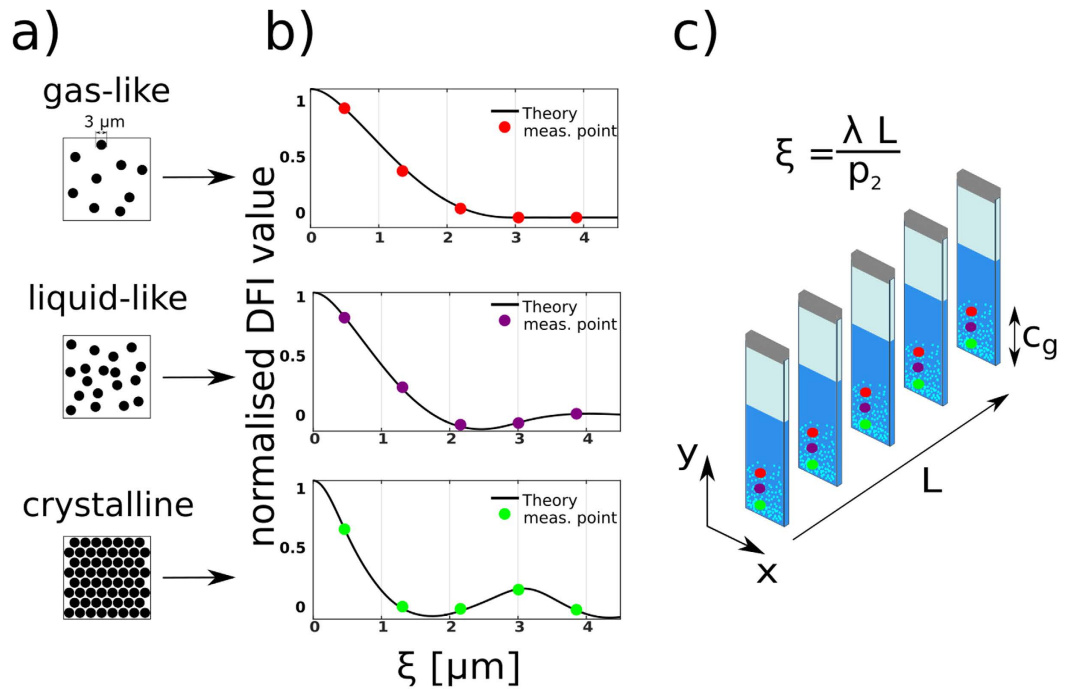 a)
gas-like
3 μm
liquid-like
crystalline
b)
normalised DFI value
1
0.5
0
Theory
meas. point
0 1 2 3 4
1
0.5
0
Theory
meas. point
0 1 2 3 4
1
0.5
0
Theory
meas. point
0 1 2 3 4
ξ [μm]
c)
ξ = λ L
p₂
c_g
L
y
x